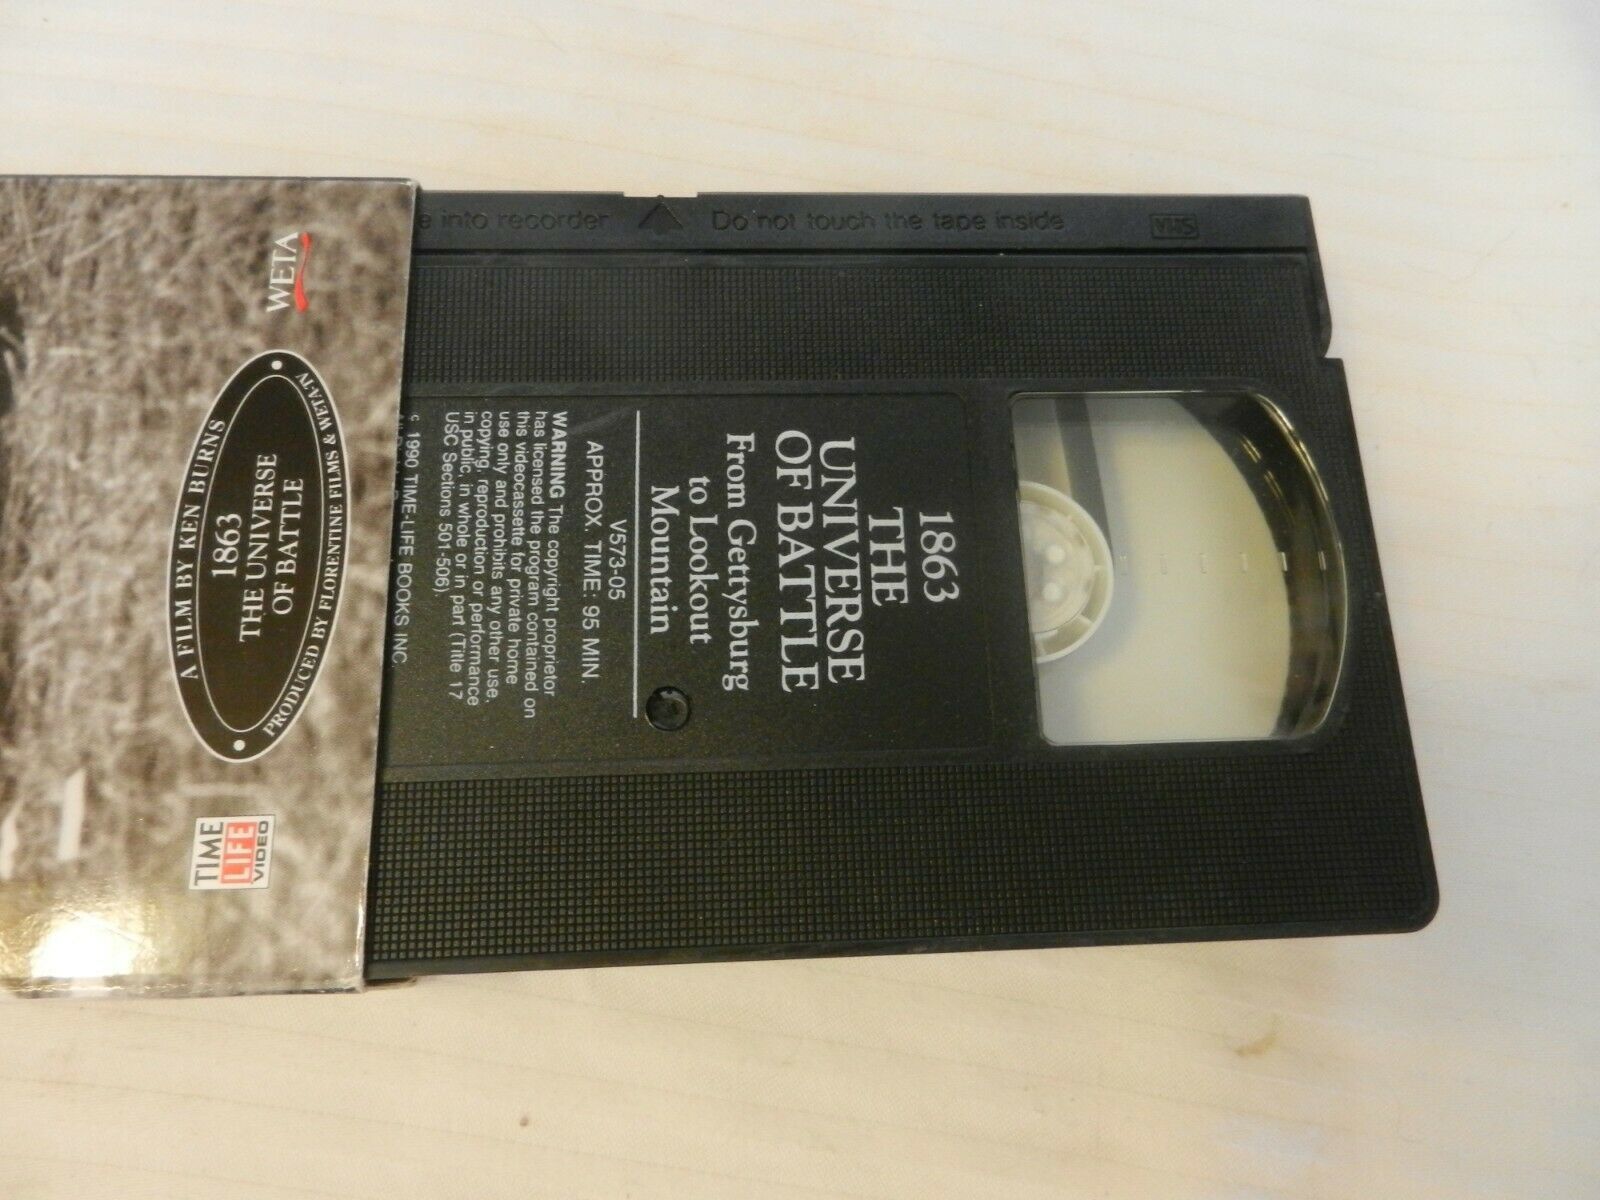 e into recorder
Do not touch the tape inside
VHS
WETA
A FILM BY KEN BURNS
1863
THE UNIVERSE
OF BATTLE
PRODUCED BY FLORENTINE FILMS & WETA-TV
TIME
LIFE
VIDEO
1863
THE
UNIVERSE
OF BATTLE
From Gettysburg
to Lookout
Mountain
V573-05
APPROX. TIME: 95 MIN.
WARNING The copyright proprietor
has licensed the program contained on
this videocassette for private home
use only and prohibits any other use,
copying, reproduction or performance
in public, in whole or in part (Title 17
USC Sections 501-506).
c 1990 TIME-LIFE BOOKS INC.